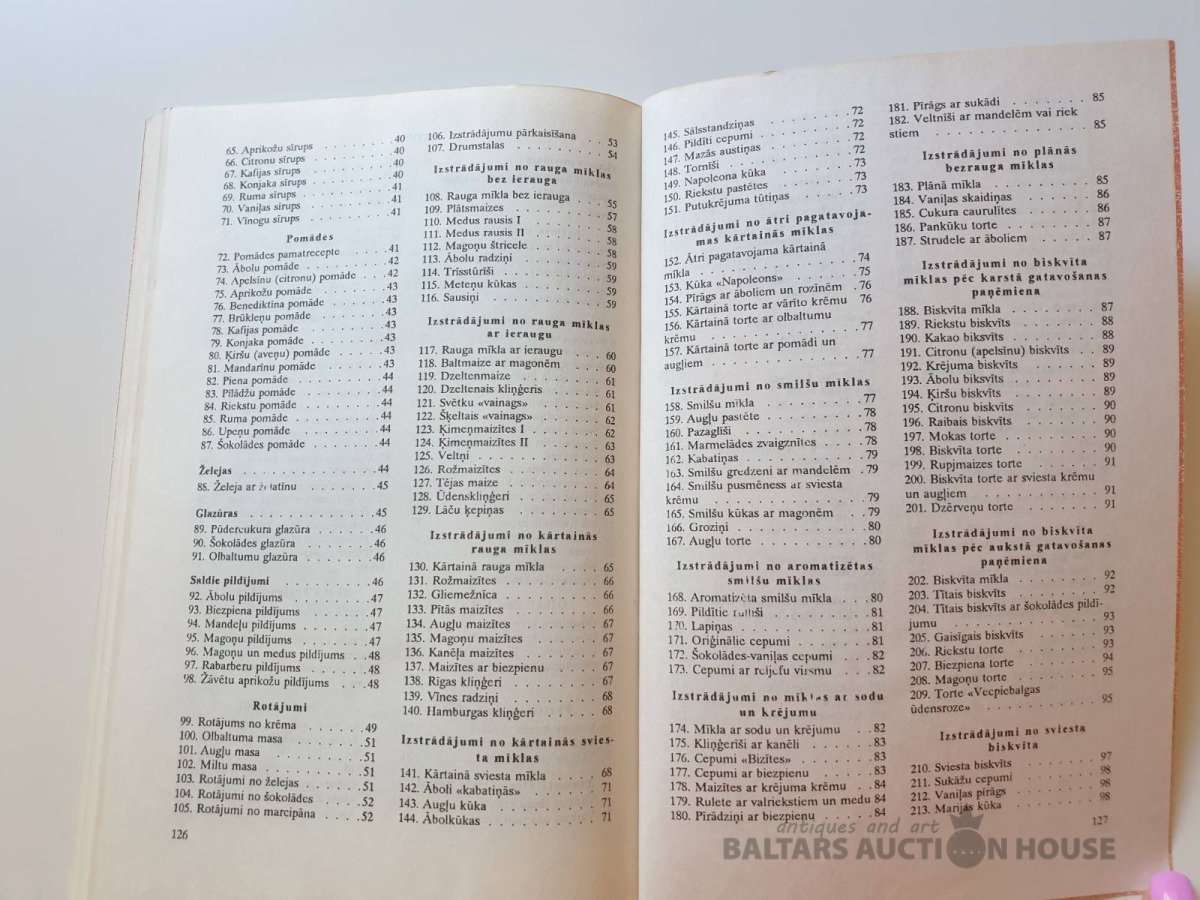 65. Aprikožu sīrups . . . . . . . . 40
66. Citronu sīrups . . . . . . . . 40
67. Kafijas sīrups . . . . . . . . 40
68. Konjaka sīrups . . . . . . . . 40
69. Ruma sīrups . . . . . . . . 41
70. Vaniļas sīrups . . . . . . . . 41
71. Vīnogu sīrups . . . . . . . . 41
Pomādes
72. Pomādes pamatrecepte . . . . 41
73. Ābolu pomāde . . . . . . . . 42
74. Apelsīnu (citronu) pomāde . . . 42
75. Aprikožu pomāde . . . . . . 43
76. Benediktīna pomāde . . . . . 43
77. Brūkleņu pomāde . . . . . . 43
78. Kafijas pomāde . . . . . . . 43
79. Konjaka pomāde . . . . . . . 43
80. Ķiršu (aveņu) pomāde . . . . 43
81. Mandarīnu pomāde . . . . . . 43
82. Piena pomāde . . . . . . . . 44
83. Pīlādžu pomāde . . . . . . . 44
84. Riekstu pomāde . . . . . . . 44
85. Ruma pomāde . . . . . . . . 44
86. Upeņu pomāde . . . . . . . . 44
87. Šokolādes pomāde . . . . . . 44
Želejas . . . . . . . . . . . . 44
88. Želeja ar želatīnu . . . . . . . 45
Glazūras . . . . . . . . . . . . 45
89. Pūdercukura glazūra . . . . . 46
90. Šokolādes glazūra . . . . . . 46
91. Olbaltumu glazūra . . . . . . 46
Saldie pildījumi . . . . . . . . 46
92. Ābolu pildījums . . . . . . . 47
93. Biezpiena pildījums . . . . . 47
94. Mandeļu pildījums . . . . . . 47
95. Magoņu pildījums . . . . . . 47
96. Magoņu un medus pildījums . . 48
97. Rabarberu pildījums . . . . . 48
98. Žāvētu aprikožu pildījums . . . 48
Rotājumi
99. Rotājums no krēma . . . . . . 49
100. Olbaltuma masa . . . . . . . 51
101. Augļu masa . . . . . . . . . 51
102. Miltu masa . . . . . . . . . 51
103. Rotājumi no želejas . . . . . 51
104. Rotājumi no šokolādes . . . . 52
105. Rotājumi no marcipāna . . . . 52
126
106. Izstrādājumu pārkaisīšana . . . 53
107. Drumstalas . . . . . . . . . 54
Izstrādājumi no rauga mīklas
bez ierauga
108. Rauga mīkla bez ierauga . . . . 55
109. Plātsmaizes . . . . . . . . . 57
110. Medus rausis I . . . . . . . . 58
111. Medus rausis II . . . . . . . 58
112. Magoņu štricele . . . . . . . 58
113. Ābolu radziņi . . . . . . . . 58
114. Trīsstūrīši . . . . . . . . . . 59
115. Meteņu kūkas . . . . . . . . 59
116. Sausiņi . . . . . . . . . . . 59
Izstrādājumi no rauga mīklas
ar ieraugu
117. Rauga mīkla ar ieraugu . . . . 60
118. Baltmaize ar magonēm . . . . 60
119. Dzeltenmaize . . . . . . . . 61
120. Dzeltenais kliņģeris . . . . . 61
121. Svētku «vainags» . . . . . . 61
122. Šķeltais «vainags» . . . . . . 62
123. Ķimeņmaizītes I . . . . . . . 62
124. Ķimeņmaizītes II . . . . . . 63
125. Veltņi . . . . . . . . . . . 63
126. Rožmaizītes . . . . . . . . . 64
127. Tējas maize . . . . . . . . . 64
128. Ūdenskliņģeri . . . . . . . . 65
129. Lāču ķepiņas . . . . . . . . 65
Izstrādājumi no kārtainās
rauga mīklas
130. Kārtainā rauga mīkla . . . . . 65
131. Rožmaizītes . . . . . . . . . 66
132. Gliemežnīca . . . . . . . . . 66
133. Pītās maizītes . . . . . . . . 66
134. Augļu maizītes . . . . . . . 67
135. Magoņu maizītes . . . . . . . 67
136. Kanēļa maizītes . . . . . . . 67
137. Maizītes ar biezpienu . . . . . 67
138. Rīgas kliņģeri . . . . . . . . 67
139. Vīnes radziņi . . . . . . . . 68
140. Hamburgas kliņģeri . . . . . . 68
Izstrādājumi no kārtainās svies-
ta mīklas
141. Kārtainā sviesta mīkla . . . . 68
142. Āboli «kabatiņās» . . . . . . 71
143. Augļu kūka . . . . . . . . . 71
144. Ābolkūkas . . . . . . . . . . 71
145. Sālsstandziņas . . . . . . . . 72
146. Pildīti cepumi . . . . . . . . 72
147. Mazās austiņas . . . . . . . 72
148. Tornīši . . . . . . . . . . . 73
149. Napoleona kūka . . . . . . . 73
150. Riekstu pastētes . . . . . . . 73
151. Putukrējuma tūtiņas . . . . . 73
Izstrādājumi no ātri pagatavoja-
mas kārtainās mīklas
152. Ātri pagatavojama kārtainā
mīkla . . . . . . . . . . . . . 74
153. Kūka «Napoleons» . . . . . . 75
154. Pīrāgs ar āboliem un rozīnēm . 76
155. Kārtainā torte ar vārīto krēmu 76
156. Kārtainā torte ar olbaltumu
krēmu . . . . . . . . . . . . . 77
157. Kārtainā torte ar pomādi un
augļiem . . . . . . . . . . . . 77
Izstrādājumi no smilšu mīklas
158. Smilšu mīkla . . . . . . . . 77
159. Augļu pastēte . . . . . . . . 78
160. Pazaglīši . . . . . . . . . . 78
161. Marmelādes zvaigznītes . . . . 78
162. Kabatiņas . . . . . . . . . . 79
163. Smilšu gredzeni ar mandelēm . 79
164. Smilšu pusmēness ar sviesta
krēmu . . . . . . . . . . . . . 79
165. Smilšu kūkas ar magonēm . . . 79
166. Groziņi . . . . . . . . . . . 80
167. Augļu torte . . . . . . . . . 80
Izstrādājumi no aromatizētas
smilšu mīklas
168. Aromatizēta smilšu mīkla . . . 80
169. Pildītie rullīši . . . . . . . . 81
170. Lapiņas . . . . . . . . . . . 81
171. Oriģinālie cepumi . . . . . . 81
172. Šokolādes-vaniļas cepumi . . . 82
173. Cepumi ar reljefu virsmu . . . 82
Izstrādājumi no mīklas ar sodu
un krējumu
174. Mīkla ar sodu un krējumu . . 82
175. Kliņģerīši ar kanēli . . . . . . 83
176. Cepumi «Bizītes» . . . . . . 83
177. Cepumi ar biezpienu . . . . . 83
178. Maizītes ar krējuma krēmu . . 84
179. Rulete ar valriekstiem un medu 84
180. Pīrādziņi ar biezpienu . . . . 84
181. Pīrāgs ar sukādi . . . . . . . 85
182. Veltnīši ar mandelēm vai riek
stiem . . . . . . . . . . . . . 85
Izstrādājumi no plānās
bezrauga mīklas
183. Plānā mīkla . . . . . . . . . 85
184. Vaniļas skaidiņas . . . . . . 86
185. Cukura caurulītes . . . . . . 86
186. Pankūku torte . . . . . . . . 87
187. Strudele ar āboliem . . . . . 87
Izstrādājumi no biskvīta
mīklas pēc karstā gatavošanas
paņēmiena
188. Biskvīta mīkla . . . . . . . . 87
189. Riekstu biskvīts . . . . . . . 88
190. Kakao biksvīts . . . . . . . . 88
191. Citronu (apelsīnu) biskvīts . . 89
192. Krējuma biskvīts . . . . . . . 89
193. Ābolu biksvīts . . . . . . . . 89
194. Ķiršu biskvīts . . . . . . . . 89
195. Citronu biskvīts . . . . . . . 90
196. Raibais biskvīts . . . . . . . 90
197. Mokas torte . . . . . . . . . 90
198. Biskvīta torte . . . . . . . . 90
199. Rupjmaizes torte . . . . . . . 91
200. Biskvīta torte ar sviesta krēmu
un augļiem . . . . . . . . . . 91
201. Dzērveņu torte . . . . . . . . 91
Izstrādājumi no biskvīta
mīklas pēc aukstā gatavošanas
paņēmiena
202. Biskvīta mīkla . . . . . . . . 92
203. Tītais biskvīts . . . . . . . . 92
204. Tītais biskvīts ar šokolādes pildī-
jumu . . . . . . . . . . . . . 93
205. Gaisīgais biskvīts . . . . . . 93
206. Riekstu torte . . . . . . . . 93
207. Biezpiena torte . . . . . . . 94
208. Magoņu torte . . . . . . . . 95
209. Torte «Vecpiebalgas
ūdensroze» . . . . . . . . . . 95
Izstrādājumi no sviesta
biskvīta
210. Sviesta biskvīts . . . . . . . 97
211. Sukāžu cepumi . . . . . . . . 98
212. Vaniļas pīrāgs . . . . . . . . 98
213. Marijas kūka . . . . . . . . 98
127
antiques and art
BALTARS AUCTION HOUSE